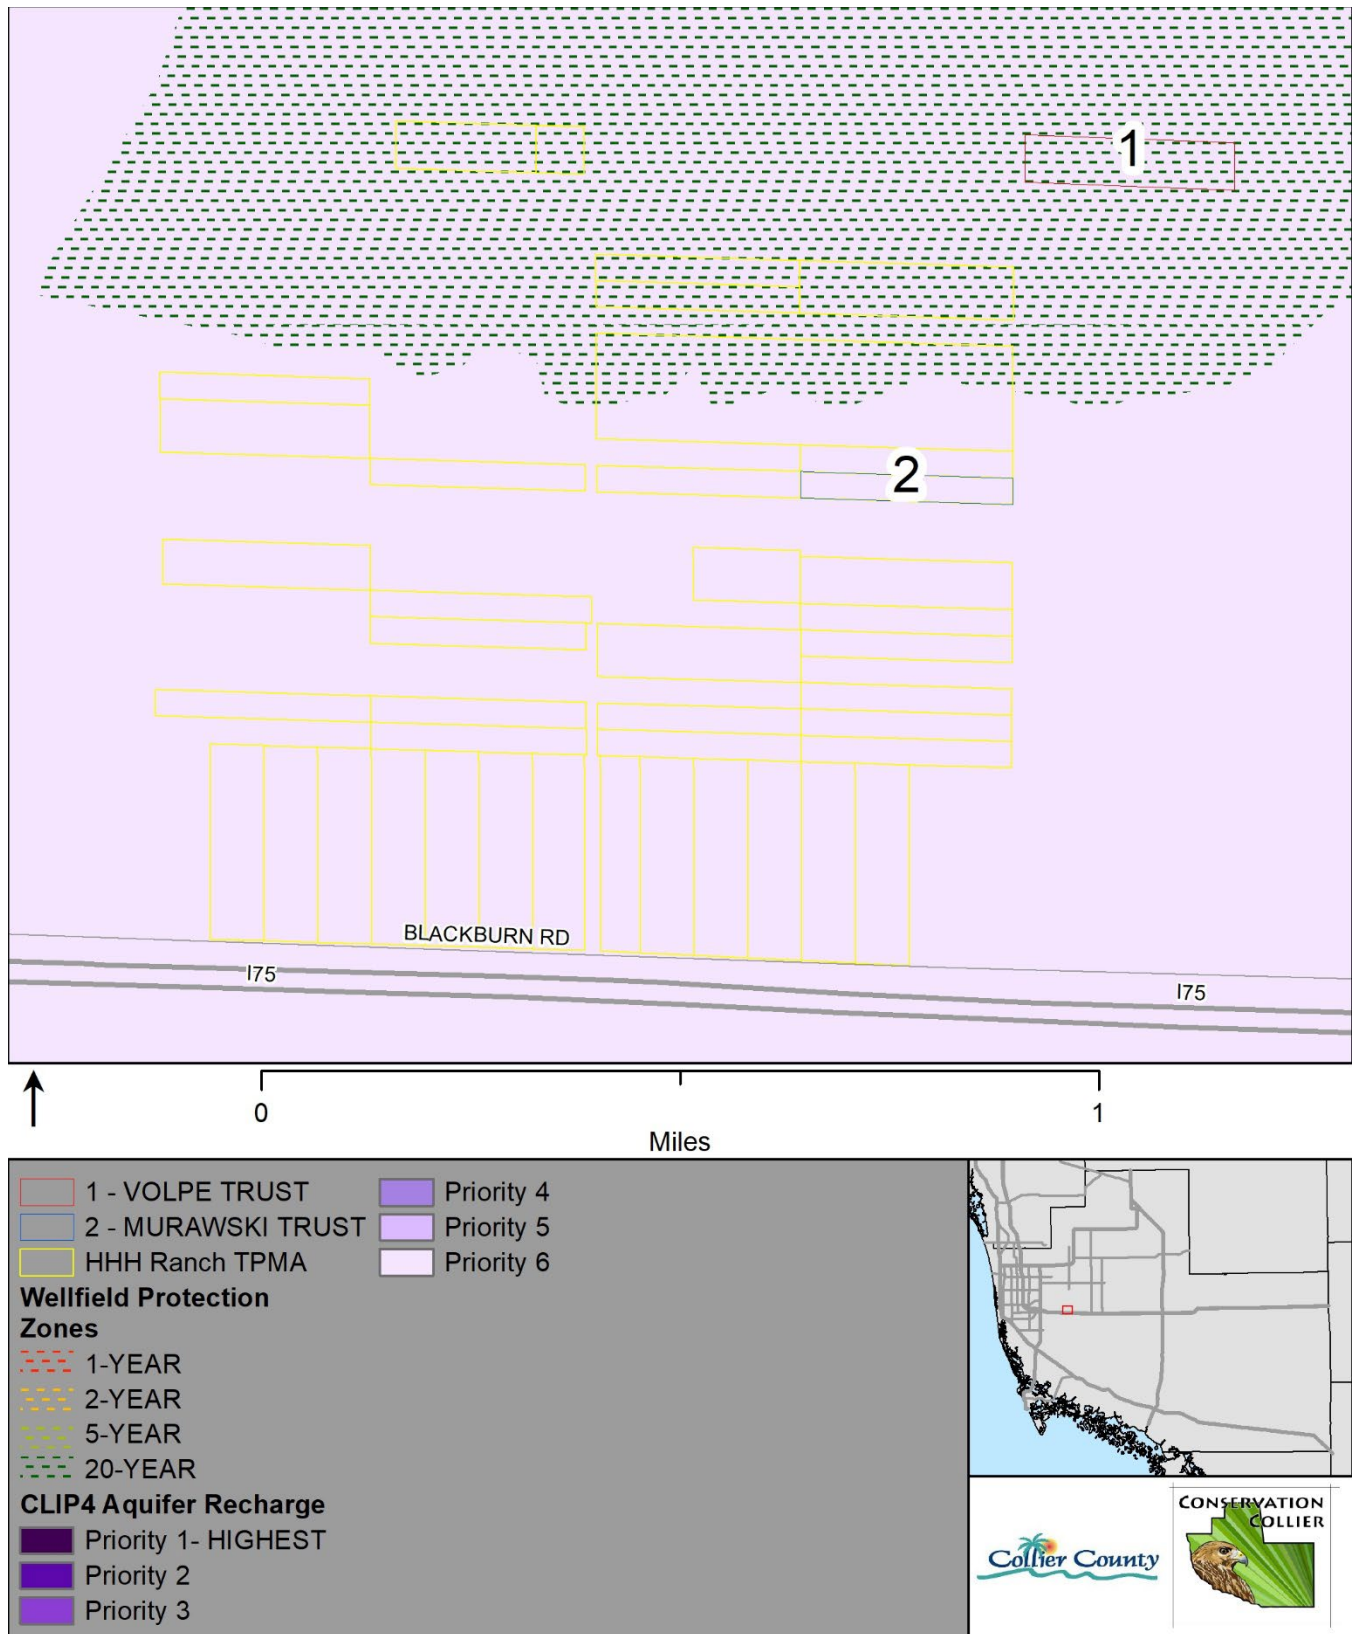 1
2
BLACKBURN RD
I75
I75
0
1
Miles
1 - VOLPE TRUST
2 - MURAWSKI TRUST
HHH Ranch TPMA
Wellfield Protection
Zones
1-YEAR
2-YEAR
5-YEAR
20-YEAR
CLIP4 Aquifer Recharge
Priority 1- HIGHEST
Priority 2
Priority 3
Priority 4
Priority 5
Priority 6
Collier County
CONSERVATION
COLLIER